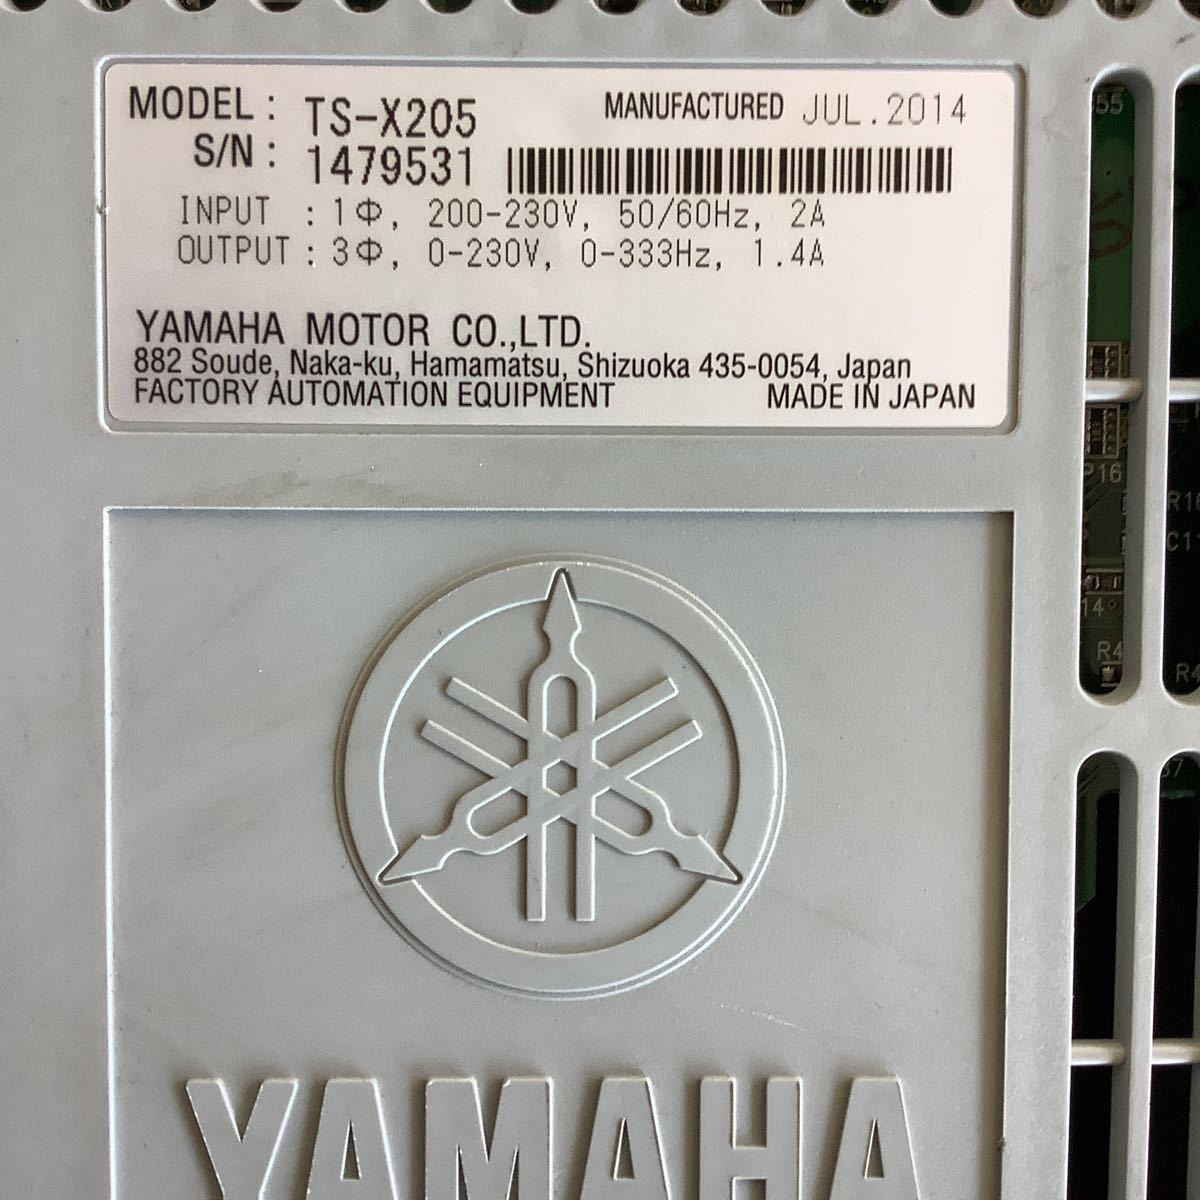 MODEL : TS-X205 MANUFACTURED JUL.2014
S/N : 1479531
INPUT : 1Φ, 200-230V, 50/60Hz, 2A
OUTPUT : 3Φ, 0-230V, 0-333Hz, 1.4A
YAMAHA MOTOR CO.,LTD.
882 Soude, Naka-ku, Hamamatsu, Shizuoka 435-0054, Japan
FACTORY AUTOMATION EQUIPMENT MADE IN JAPAN
YAMAHA
R4
R4